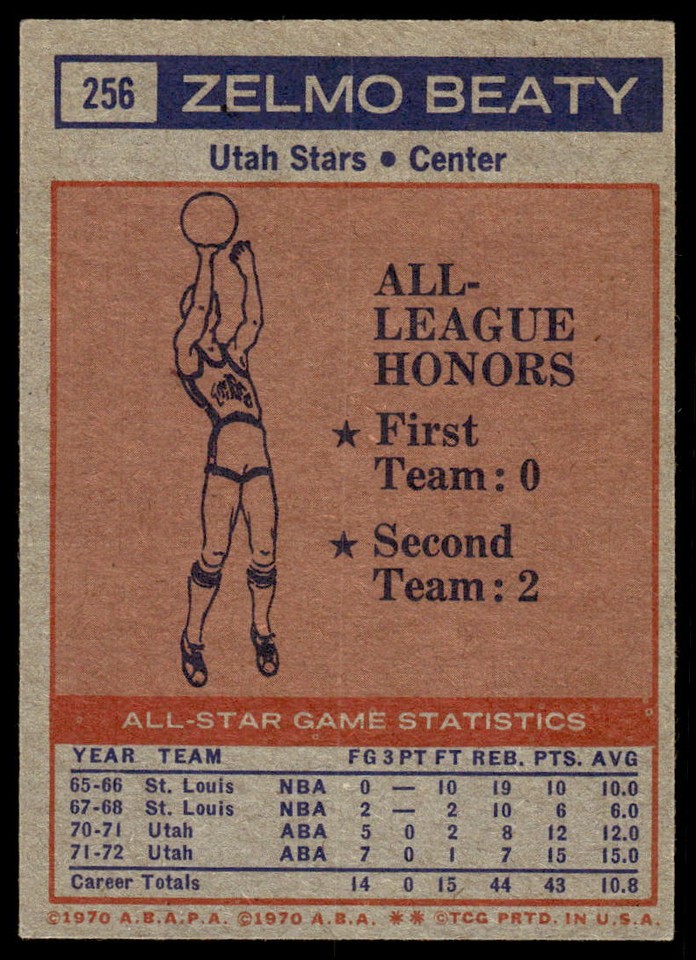 256 ZELMO BEATY
Utah Stars • Center
ALL-
LEAGUE
HONORS
★ First
Team: 0
★ Second
Team: 2
ALL-STAR GAME STATISTICS
YEAR TEAM FG 3PT FT REB. PTS. AVG
65-66 St. Louis NBA 0 — 10 19 10 10.0
67-68 St. Louis NBA 2 — 2 10 6 6.0
70-71 Utah ABA 5 0 2 8 12 12.0
71-72 Utah ABA 7 0 1 7 15 15.0
Career Totals 14 0 15 44 43 10.8
©1970 A.B.A.P.A. ©1970 A.B.A. ** ©TCG PRTD. IN U.S.A.